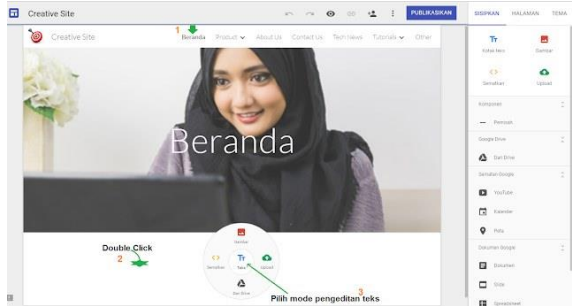 Creative Site
PUBLIKASIKAN
SISIPKAN HALAMAN TEMA
1
Creative Site
Beranda Product About Us Contact Us Tech News Tutorials Other
Beranda
Double Click
2
Gambar
Sematkan Teks Upload
Dari Drive
3
Pilih mode pengeditan teks
Tt
Kotak teks Gambar
Sematkan Upload
Komponen
Pemisah
Google Drive
Dari Drive
Sematan Google
YouTube
Kalender
Peta
Dokumen Google
Dokumen
Slide
Spreadsheet